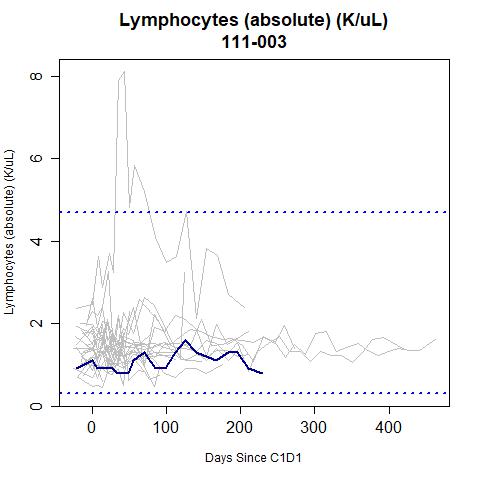 Lymphocytes (absolute) (K/uL)
111-003
Lymphocytes (absolute) (K/uL)
8
6
4
2
0
0 100 200 300 400
Days Since C1D1